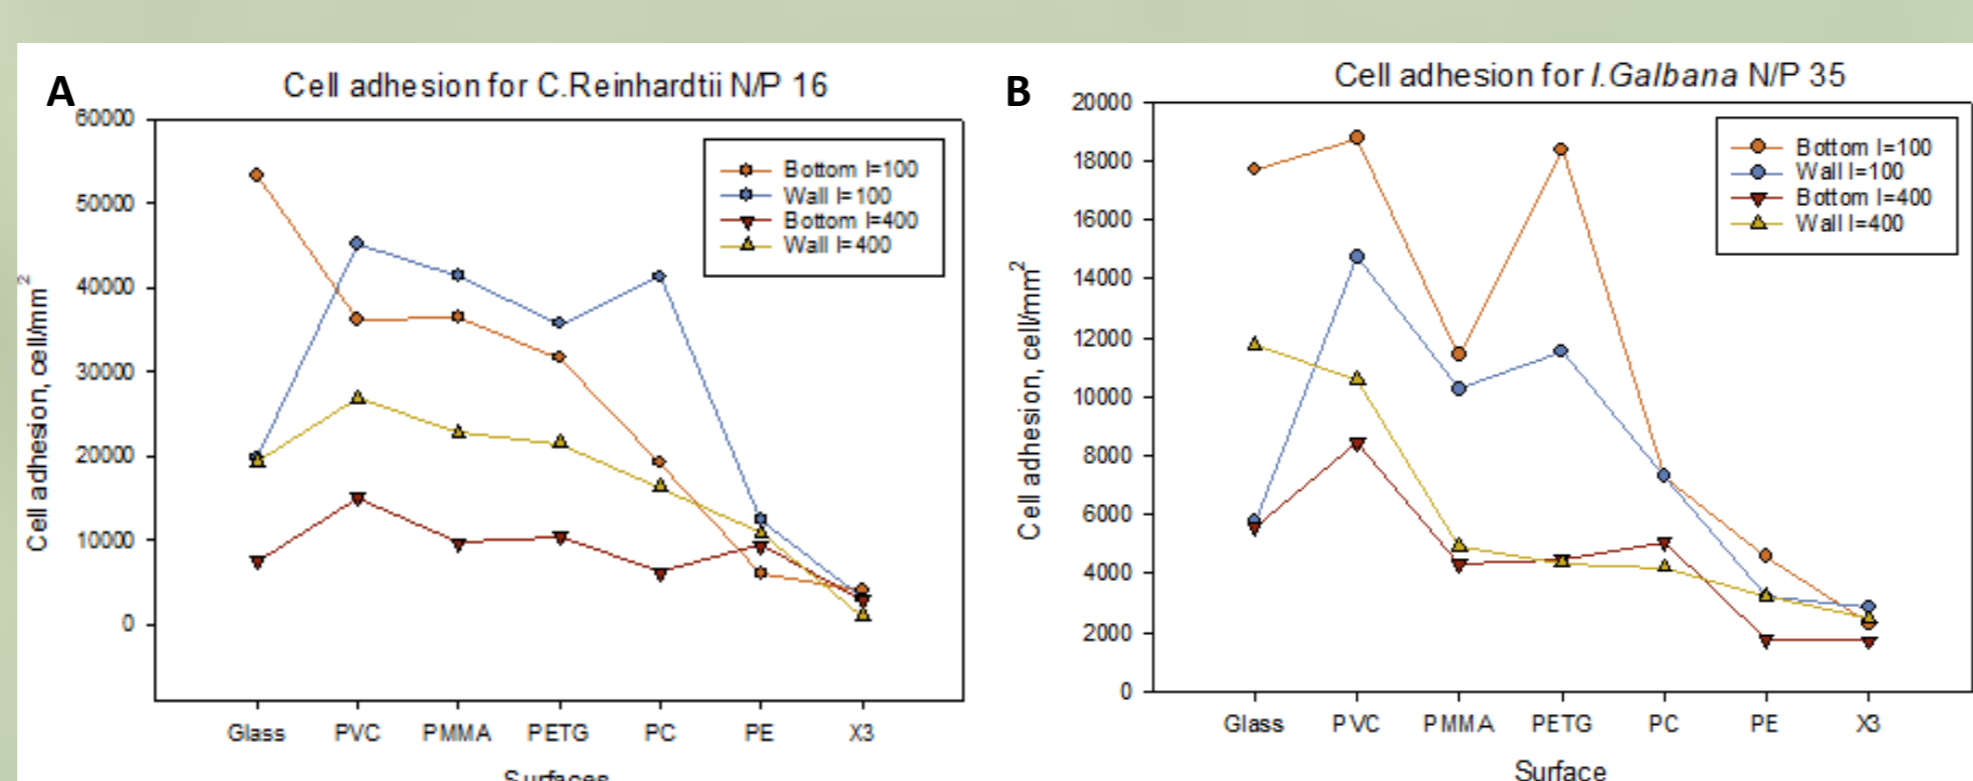 A
Cell adhesion for C.Reinhardtii N/P 16
60000
50000
40000
30000
20000
10000
0
Cell adhesion, cell/mm2
Bottom I=100
Wall I=100
Bottom I=400
Wall I=400
Glass PVC PMMA PETG PC PE X3
Surfaces
B
Cell adhesion for I.Galbana N/P 35
20000
18000
16000
14000
12000
10000
8000
6000
4000
2000
0
Cell adhesion, cell/mm2
Bottom I=100
Wall I=100
Bottom I=400
Wall I=400
Glass PVC PMMA PETG PC PE X3
Surface